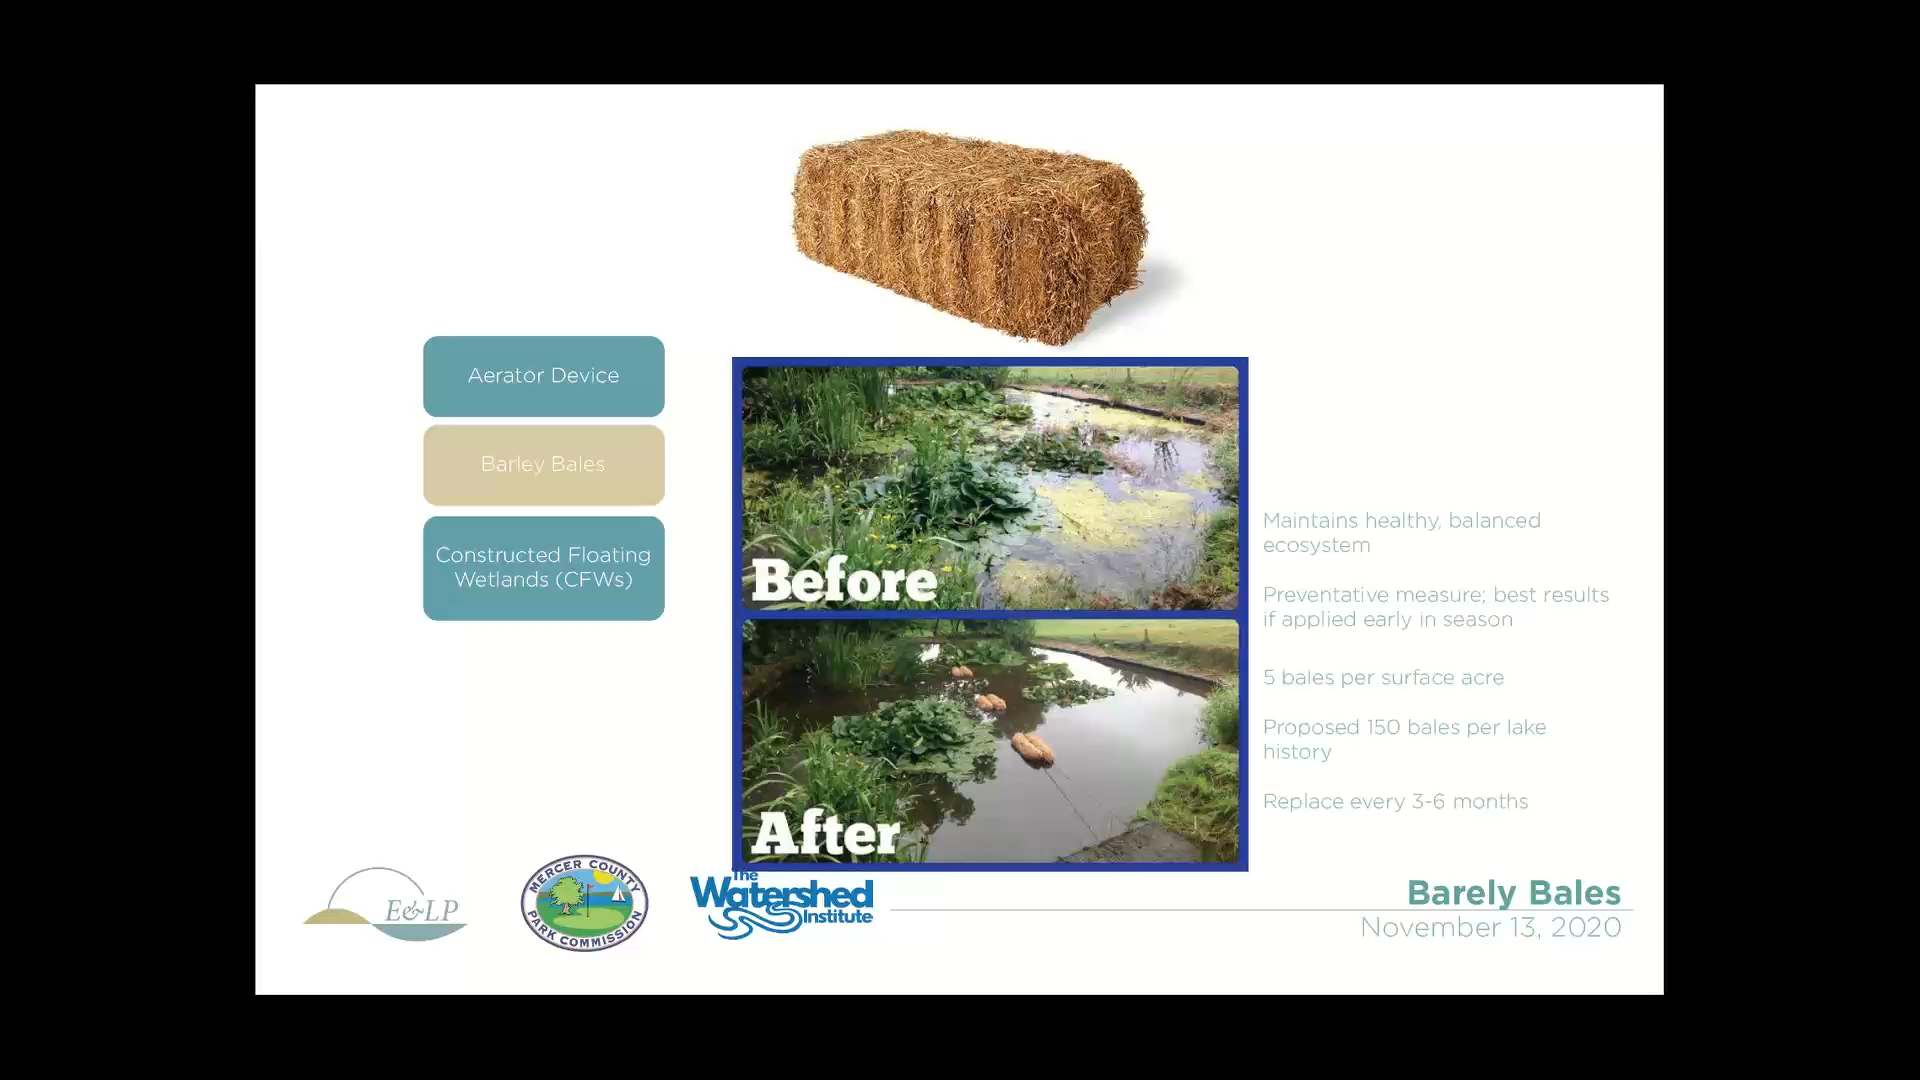 Aerator Device
Barley Bales
Constructed Floating
Wetlands (CFWs)
Before
After
Maintains healthy, balanced
ecosystem
Preventative measure; best results
if applied early in season
5 bales per surface acre
Proposed 150 bales per lake
history
Replace every 3-6 months
E&LP
MERCER COUNTY
PARK COMMISSION
The
Watershed
Institute
Barely Bales
November 13, 2020